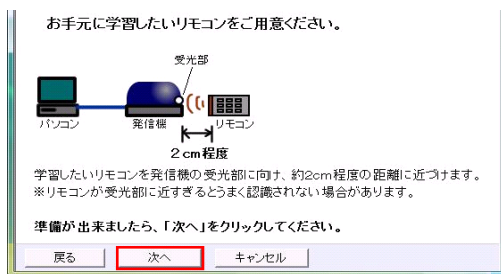 お手元に学習したいリモコンをご用意ください。
受光部
パソコン
発信機
リモコン
2cm程度
学習したいリモコンを発信機の受光部に向け、約2cm程度の距離に近づけます。
※リモコンが受光部に近すぎるとうまく認識されない場合があります。
準備が出来ましたら、「次へ」をクリックしてください。
戻る 次へ キャンセル